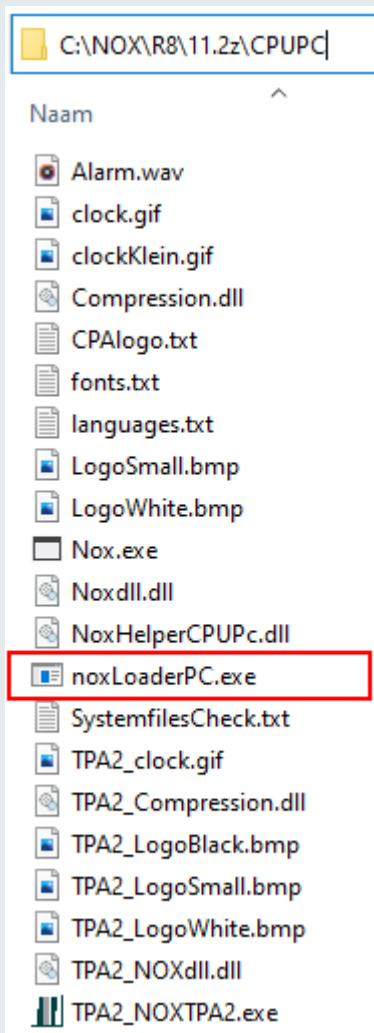 C:\NOX\R8\11.2z\CPUPC
Naam
Alarm.wav
clock.gif
clockKlein.gif
Compression.dll
CPAlogo.txt
fonts.txt
languages.txt
LogoSmall.bmp
LogoWhite.bmp
Nox.exe
Noxdll.dll
NoxHelperCPUPc.dll
noxLoaderPC.exe
SystemfilesCheck.txt
TPA2_clock.gif
TPA2_Compression.dll
TPA2_LogoBlack.bmp
TPA2_LogoSmall.bmp
TPA2_LogoWhite.bmp
TPA2_NOXdll.dll
TPA2_NOXTPA2.exe